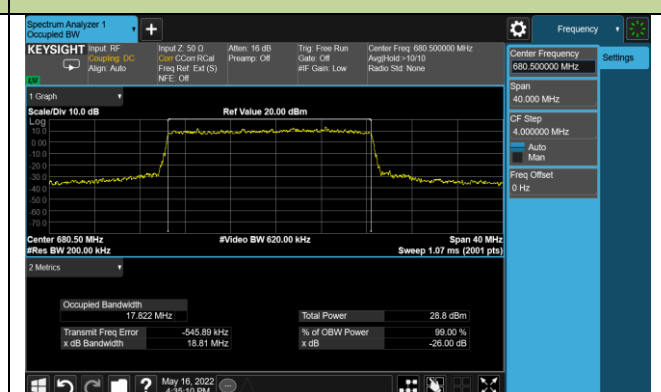 Spectrum Analyzer 1
Occupied BW
Frequency
KEYSIGHT
Input: RF
Coupling: DC
Align: Auto
Input Z: 50 Ω
Corr CCorr RCal
Freq Ref: Ext (S)
NFE: Off
Atten: 16 dB
Preamp: Off
Trig: Free Run
Gate: Off
#IF Gain: Low
Center Freq: 680.500000 MHz
Avg|Hold:>10/10
Radio Std: None
1 Graph
Scale/Div 10.0 dB
Ref Value 20.00 dBm
Log
10.0
0.00
-10.0
-20.0
-30.0
-40.0
-50.0
-60.0
-70.0
Center 680.50 MHz
#Video BW 620.00 kHz
Span 40 MHz
#Res BW 200.00 kHz
Sweep 1.07 ms (2001 pts)
2 Metrics
Occupied Bandwidth
17.822 MHz
Total Power 28.8 dBm
Transmit Freq Error -545.89 kHz
% of OBW Power 99.00 %
x dB Bandwidth 18.81 MHz
x dB -26.00 dB
May 16, 2022
4:35:10 PM
Center Frequency
680.500000 MHz
Settings
Span
40.000 MHz
CF Step
4.000000 MHz
Auto
Man
Freq Offset
0 Hz